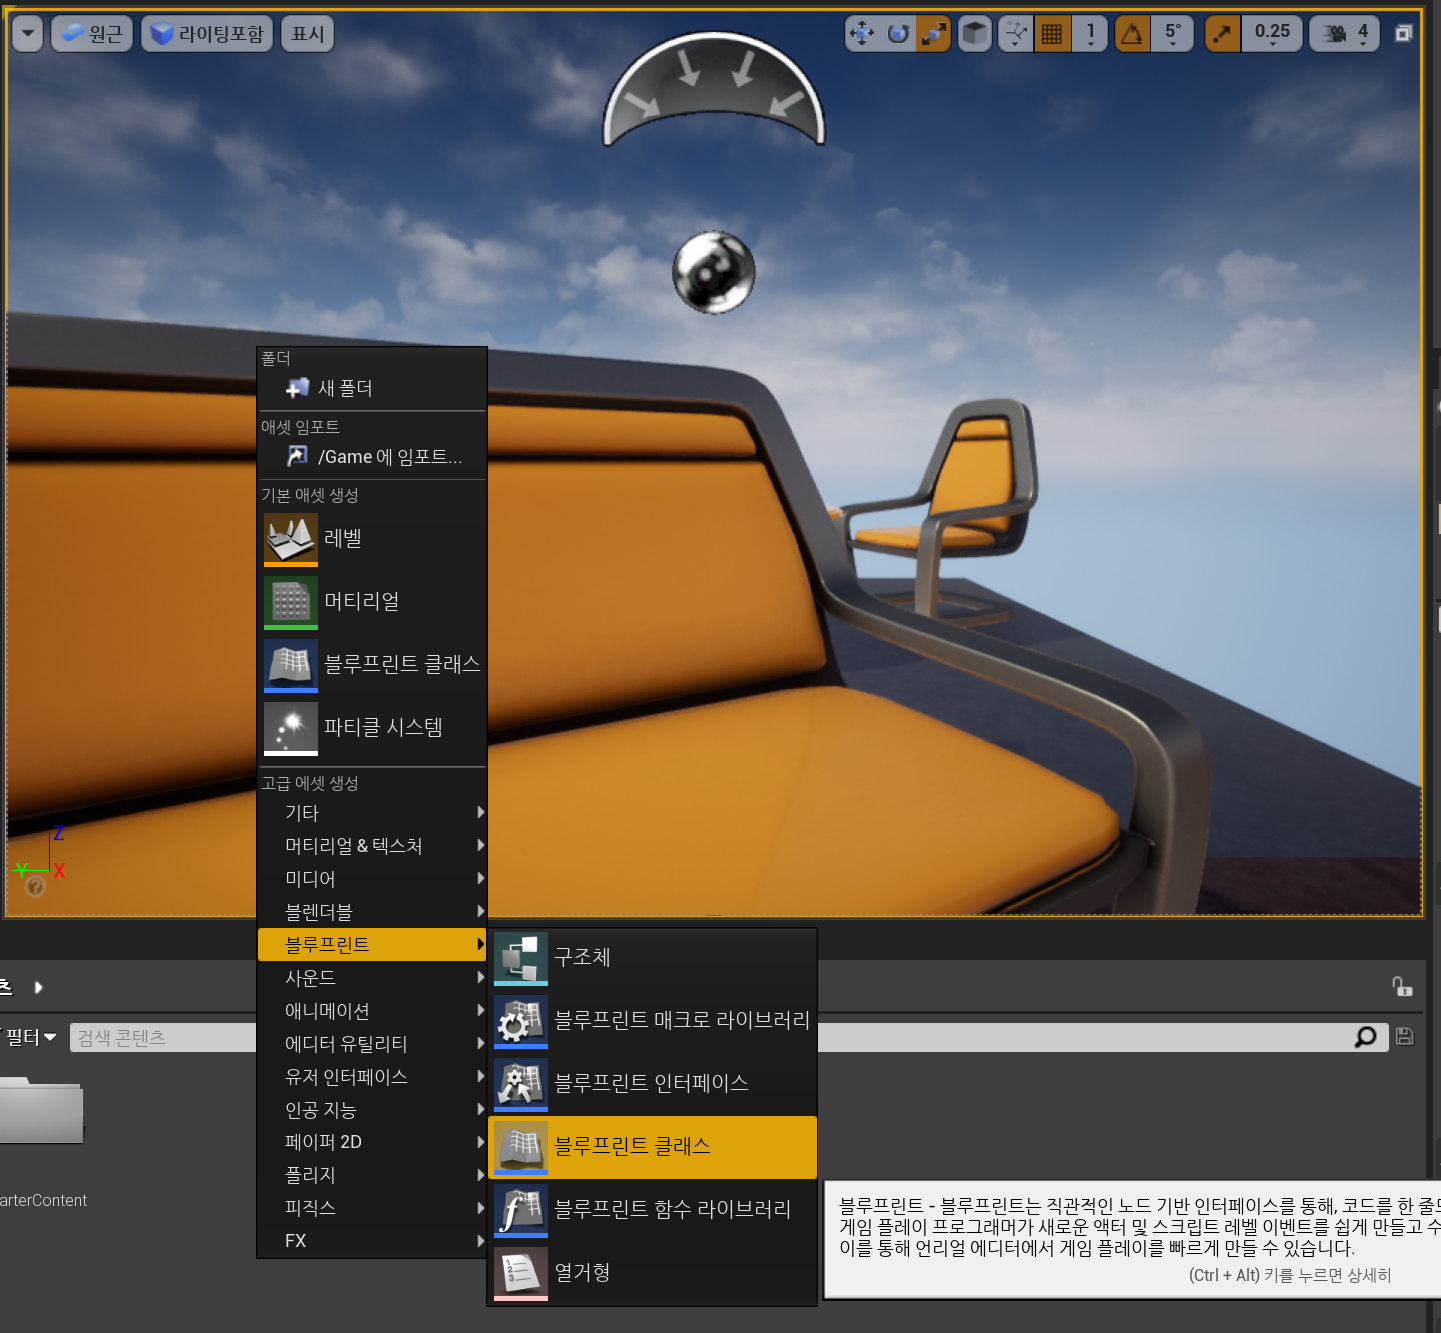 원근
라이팅포함
표시
1
5°
0.25
4
폴더
새 폴더
애셋 임포트
/Game 에 임포트...
기본 애셋 생성
레벨
머티리얼
블루프린트 클래스
파티클 시스템
고급 에셋 생성
기타
머티리얼 & 텍스처
미디어
블렌더블
블루프린트
사운드
애니메이션
에디터 유틸리티
유저 인터페이스
인공 지능
페이퍼 2D
폴리지
피직스
FX
구조체
블루프린트 매크로 라이브러리
블루프린트 인터페이스
블루프린트 클래스
블루프린트 함수 라이브러리
열거형
Z
Y
X
츠
필터
검색 콘텐츠
arterContent
블루프린트 - 블루프린트는 직관적인 노드 기반 인터페이스를 통해, 코드를 한 줄
게임 플레이 프로그래머가 새로운 액터 및 스크립트 레벨 이벤트를 쉽게 만들고 수
이를 통해 언리얼 에디터에서 게임 플레이를 빠르게 만들 수 있습니다.
(Ctrl + Alt) 키를 누르면 상세히